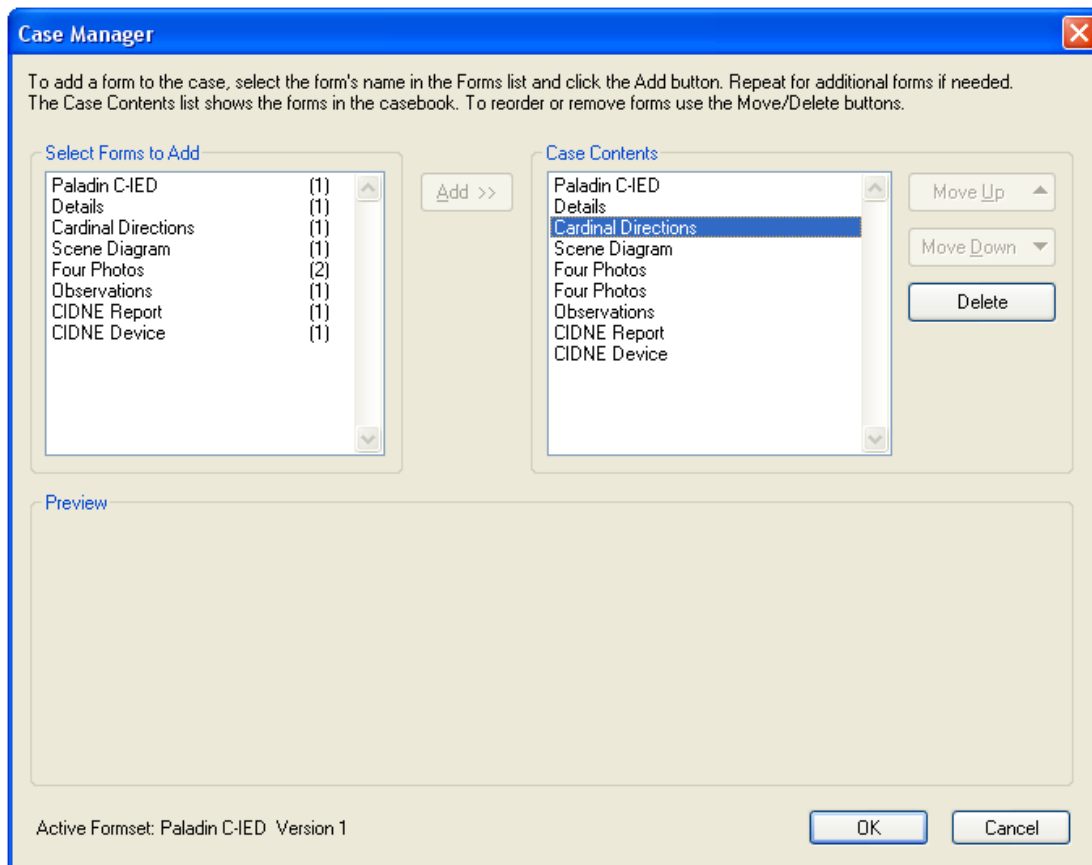 Case Manager
To add a form to the case, select the form's name in the Forms list and click the Add button. Repeat for additional forms if needed.
The Case Contents list shows the forms in the casebook. To reorder or remove forms use the Move/Delete buttons.
Select Forms to Add
Paladin C-IED (1)
Details (1)
Cardinal Directions (1)
Scene Diagram (1)
Four Photos (2)
Observations (1)
CIDNE Report (1)
CIDNE Device (1)
Add >>
Case Contents
Paladin C-IED
Details
Cardinal Directions
Scene Diagram
Four Photos
Four Photos
Observations
CIDNE Report
CIDNE Device
Move Up
Move Down
Delete
Preview
Active Formset: Paladin C-IED Version 1
OK
Cancel